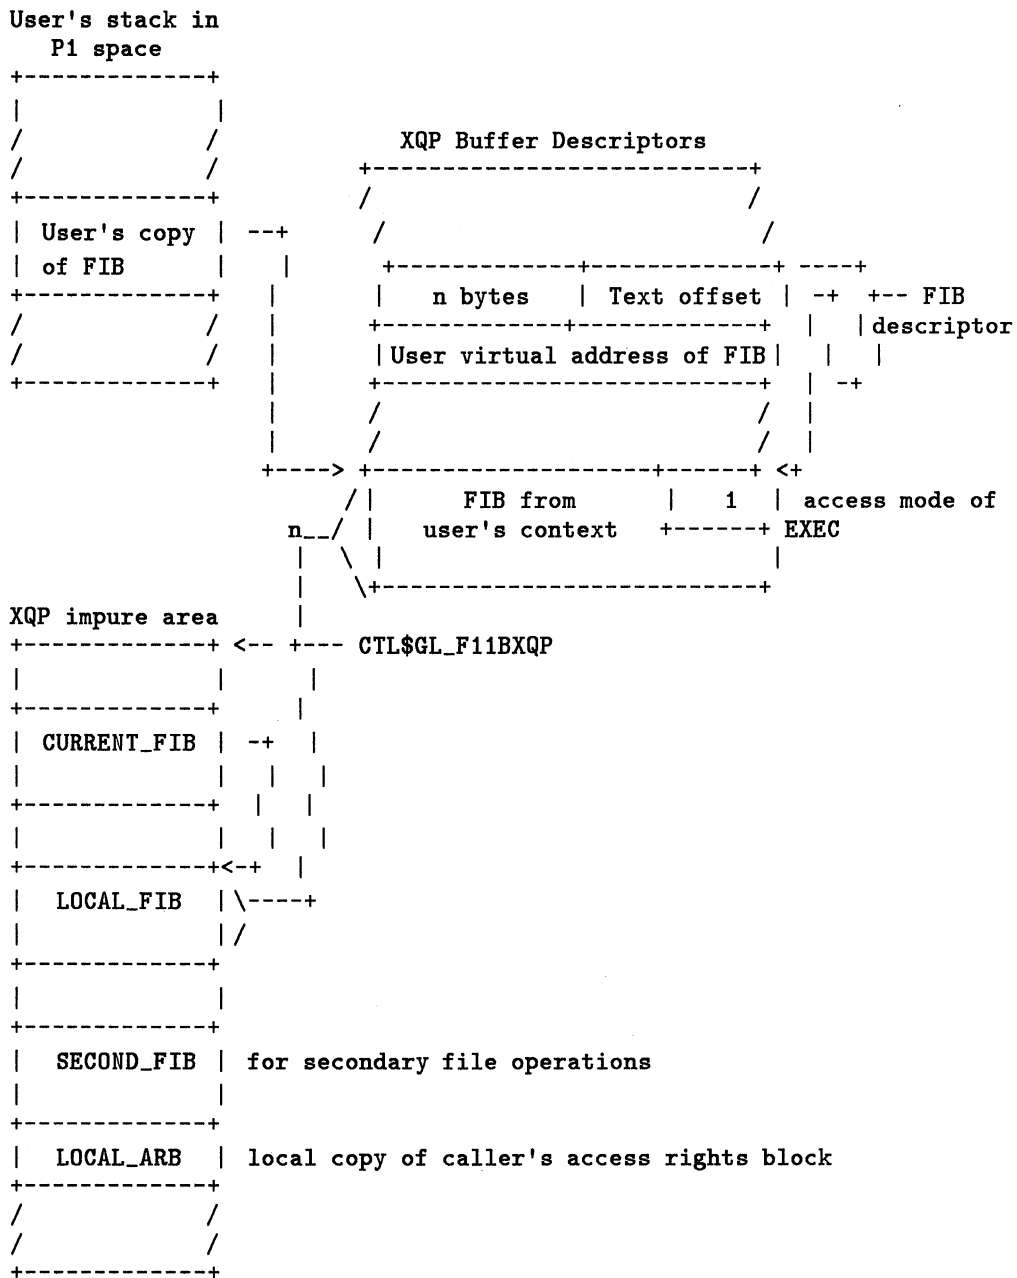 User's stack in
P1 space
XQP Buffer Descriptors
User's copy
of FIB
n bytes
Text offset
FIB
descriptor
User virtual address of FIB
FIB from
1
access mode of
n__/
user's context
EXEC
XQP impure area
CTL$GL_F11BXQP
CURRENT_FIB
LOCAL_FIB
SECOND_FIB
for secondary file operations
LOCAL_ARB
local copy of caller's access rights block